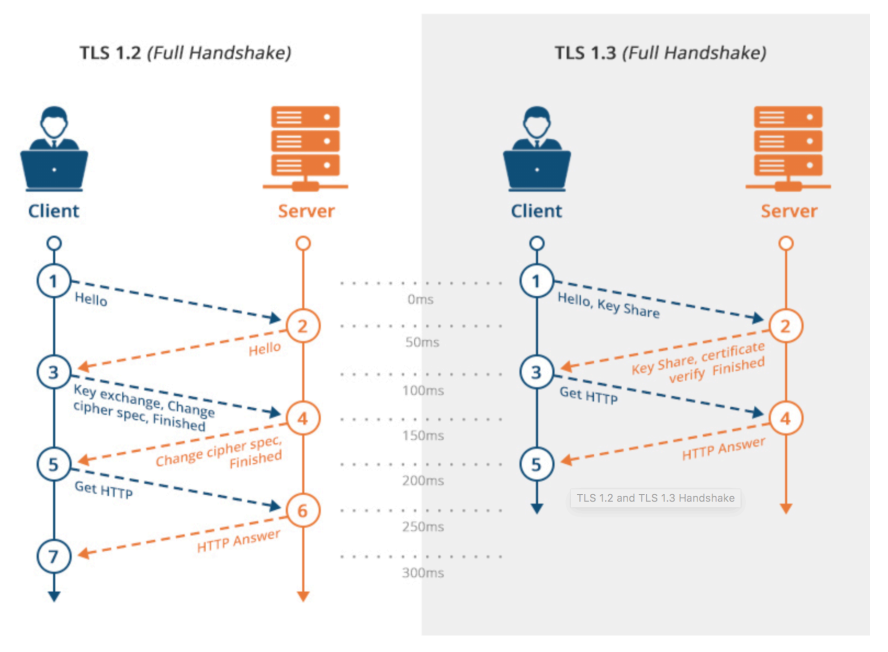 TLS 1.2 (Full Handshake)
Client
Server
1
Hello
2
Hello
3
Key exchange, Change
cipher spec, Finished
4
Change cipher spec,
Finished
5
Get HTTP
6
HTTP Answer
7
0ms
50ms
100ms
150ms
200ms
250ms
300ms
TLS 1.3 (Full Handshake)
Client
Server
1
Hello, Key Share
2
Key Share, certificate
verify Finished
3
Get HTTP
4
HTTP Answer
5
TLS 1.2 and TLS 1.3 Handshake